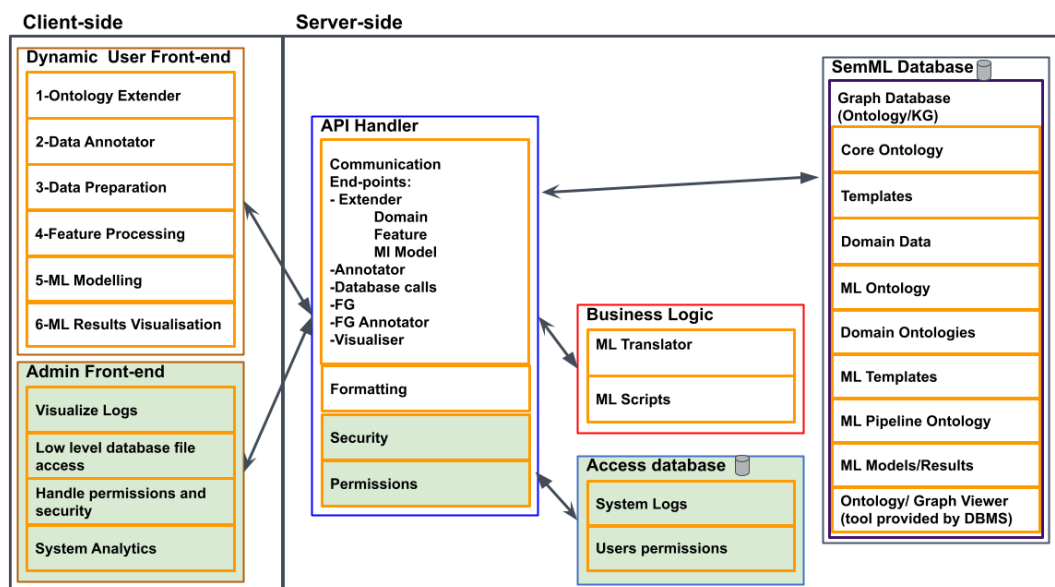 Client-side
Server-side
Dynamic User Front-end
1-Ontology Extender
2-Data Annotator
3-Data Preparation
4-Feature Processing
5-ML Modelling
6-ML Results Visualisation
Admin Front-end
Visualize Logs
Low level database file
access
Handle permissions and
security
System Analytics
API Handler
Communication
End-points:
- Extender
Domain
Feature
Ml Model
-Annotator
-Database calls
-FG
-FG Annotator
-Visualiser
Formatting
Security
Permissions
Business Logic
ML Translator
ML Scripts
Access database
System Logs
Users permissions
SemML Database
Graph Database
(Ontology/KG)
Core Ontology
Templates
Domain Data
ML Ontology
Domain Ontologies
ML Templates
ML Pipeline Ontology
ML Models/Results
Ontology/ Graph Viewer
(tool provided by DBMS)